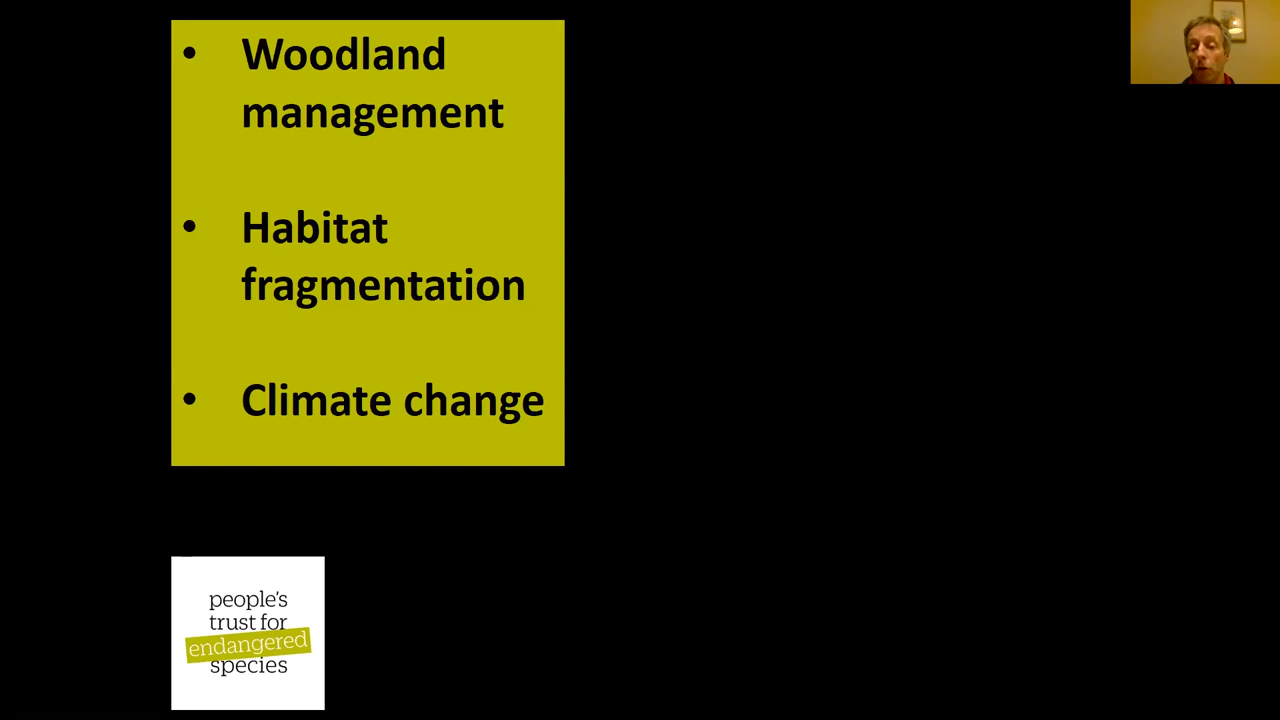 • Woodland
management
• Habitat
fragmentation
• Climate change
people's
trust for
endangered
species